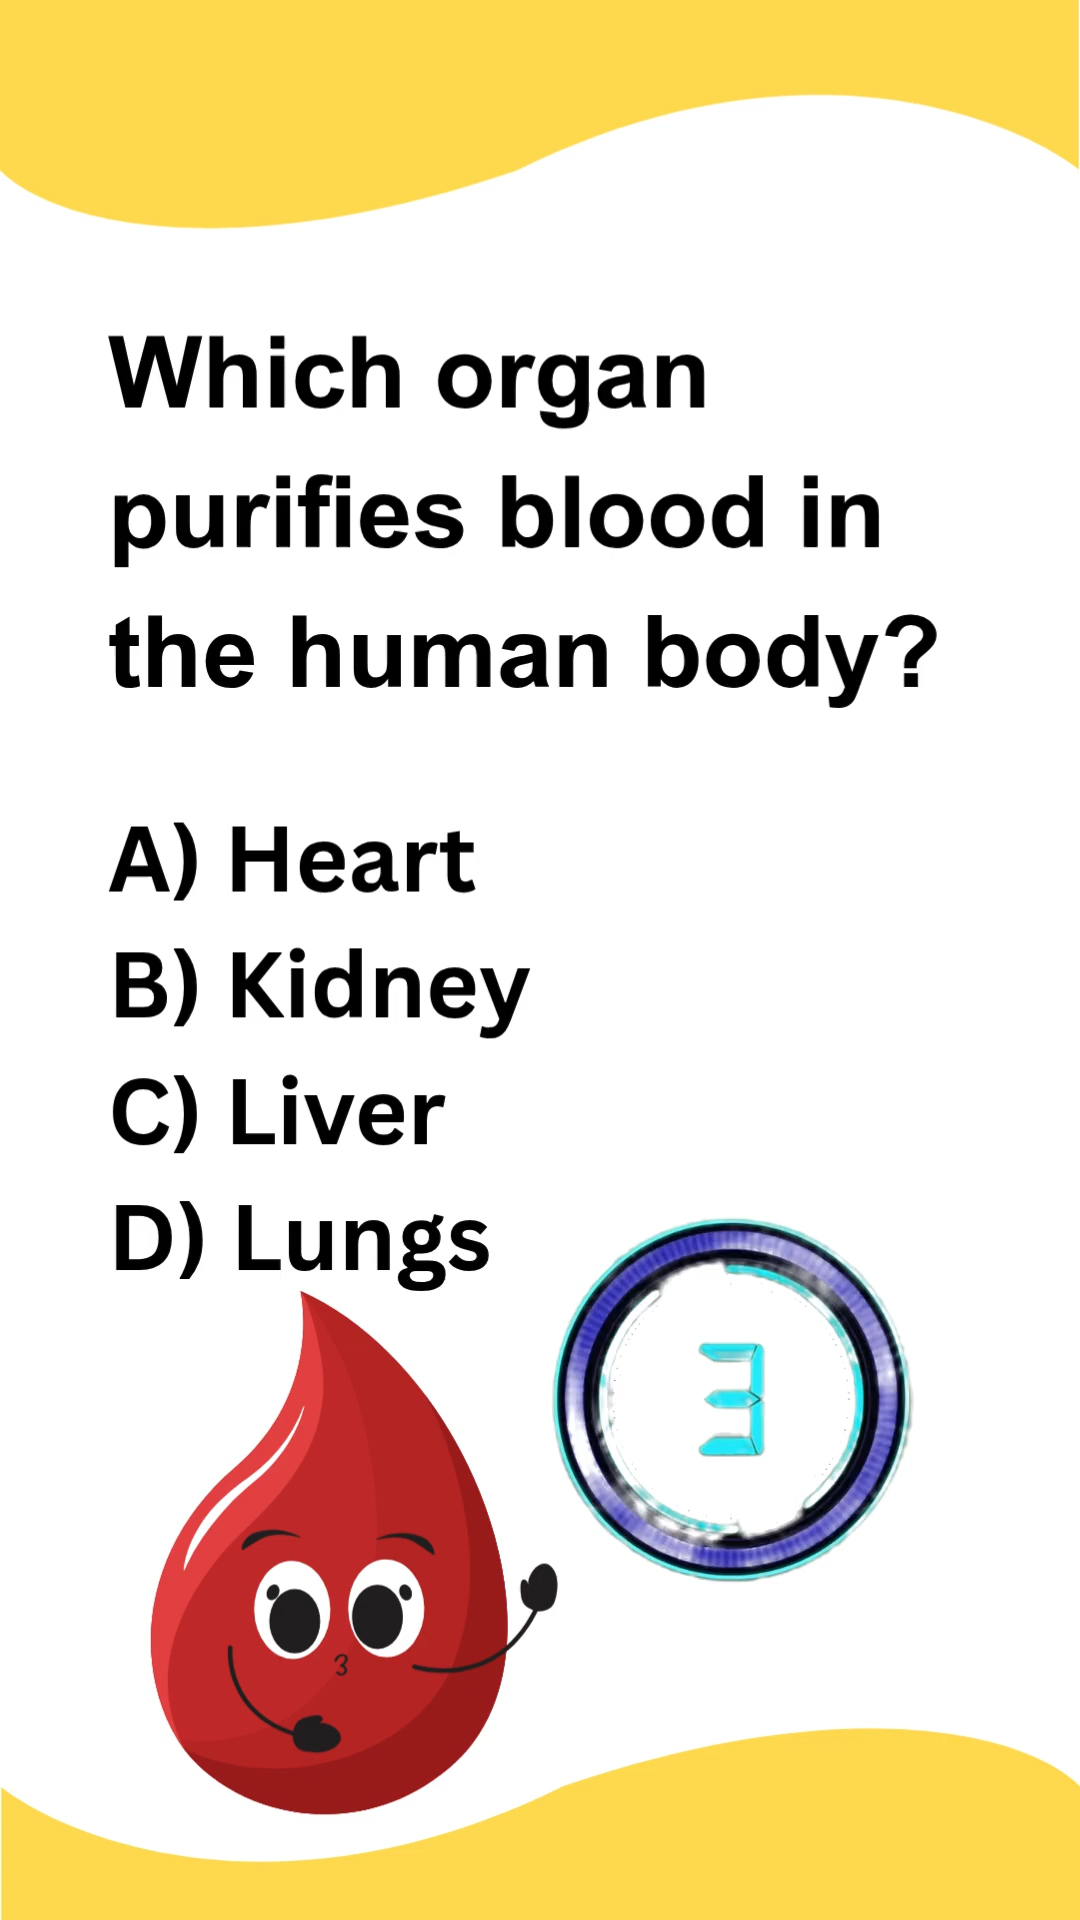 Which organ
purifies blood in
the human body?
A) Heart
B) Kidney
C) Liver
D) Lungs
3